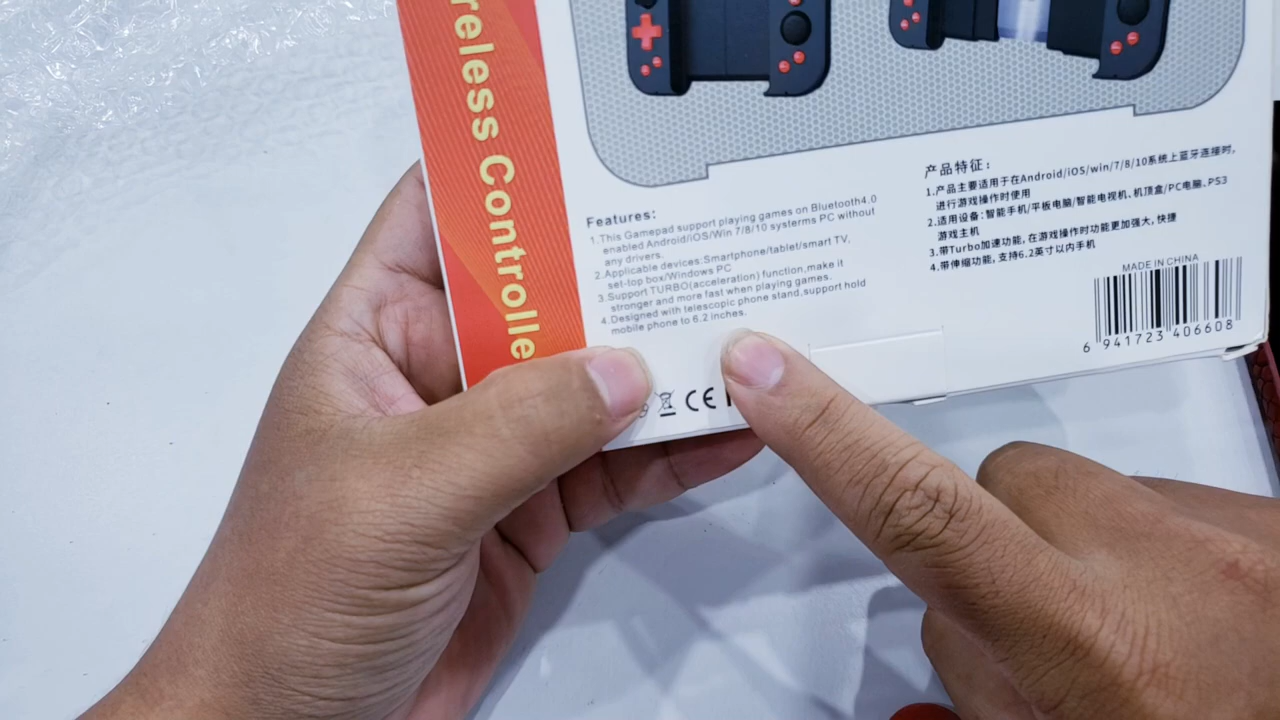 reless Controlle
Features:
1.This Gamepad support playing games on Bluetooth4.0
enabled Android/iOS/Win 7/8/10 systerms PC without
any drivers.
2.Applicable devices:Smartphone/tablet/smart TV,
set-top box/Windows PC
3.Support TURBO(acceleration) function,make it
stronger and more fast when playing games.
4.Designed with telescopic phone stand,support hold
mobile phone to 6.2 inches.
CE
产品特征：
1.产品主要适用于在Android/iOS/win/7/8/10系统上蓝牙连接时，
进行游戏操作时使用
2.适用设备：智能手机/平板电脑/智能电视机、机顶盒/PC电脑、PS3
游戏主机
3.带Turbo加速功能，在游戏操作时功能更加强大，快捷
4.带伸缩功能，支持6.2英寸以内手机
MADE IN CHINA
6 941723 406608